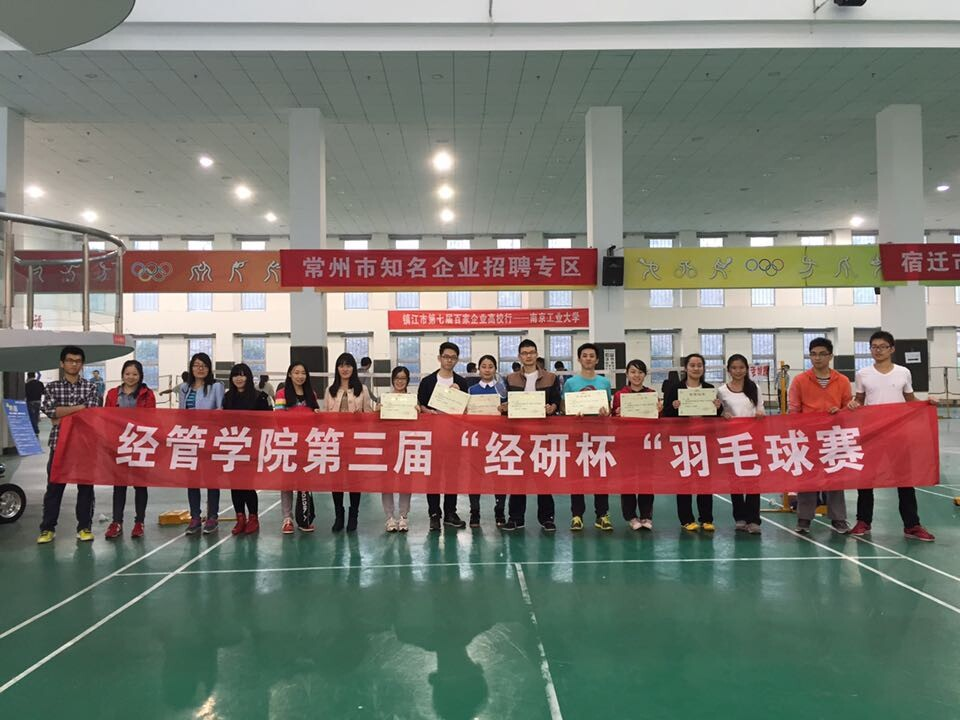 常州市知名企业招聘专区
宿迁市
镇江市第七届百家企业高校行——南京工业大学
经管学院第三届“经研杯“羽毛球赛